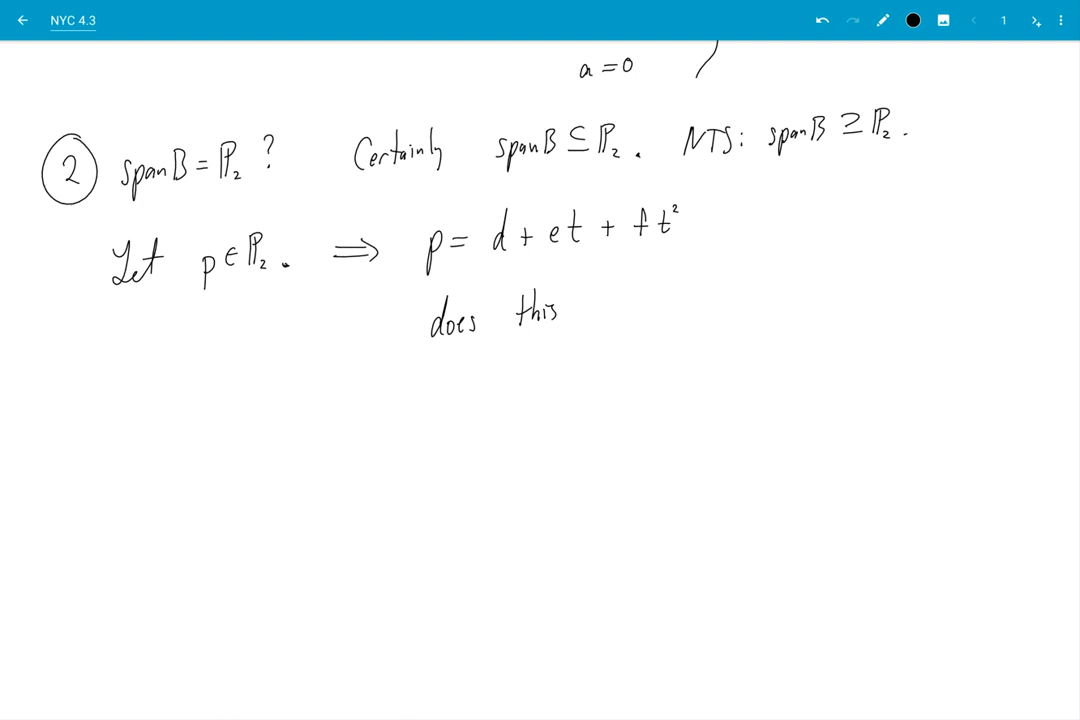 NYC 4.3
1
a = 0
② span B = ℙ₂ ? Certainly span B ⊆ ℙ₂. NTS: span B ⊇ ℙ₂.
Let p ∈ ℙ₂. ⟹ p = d + et + ft²
does this